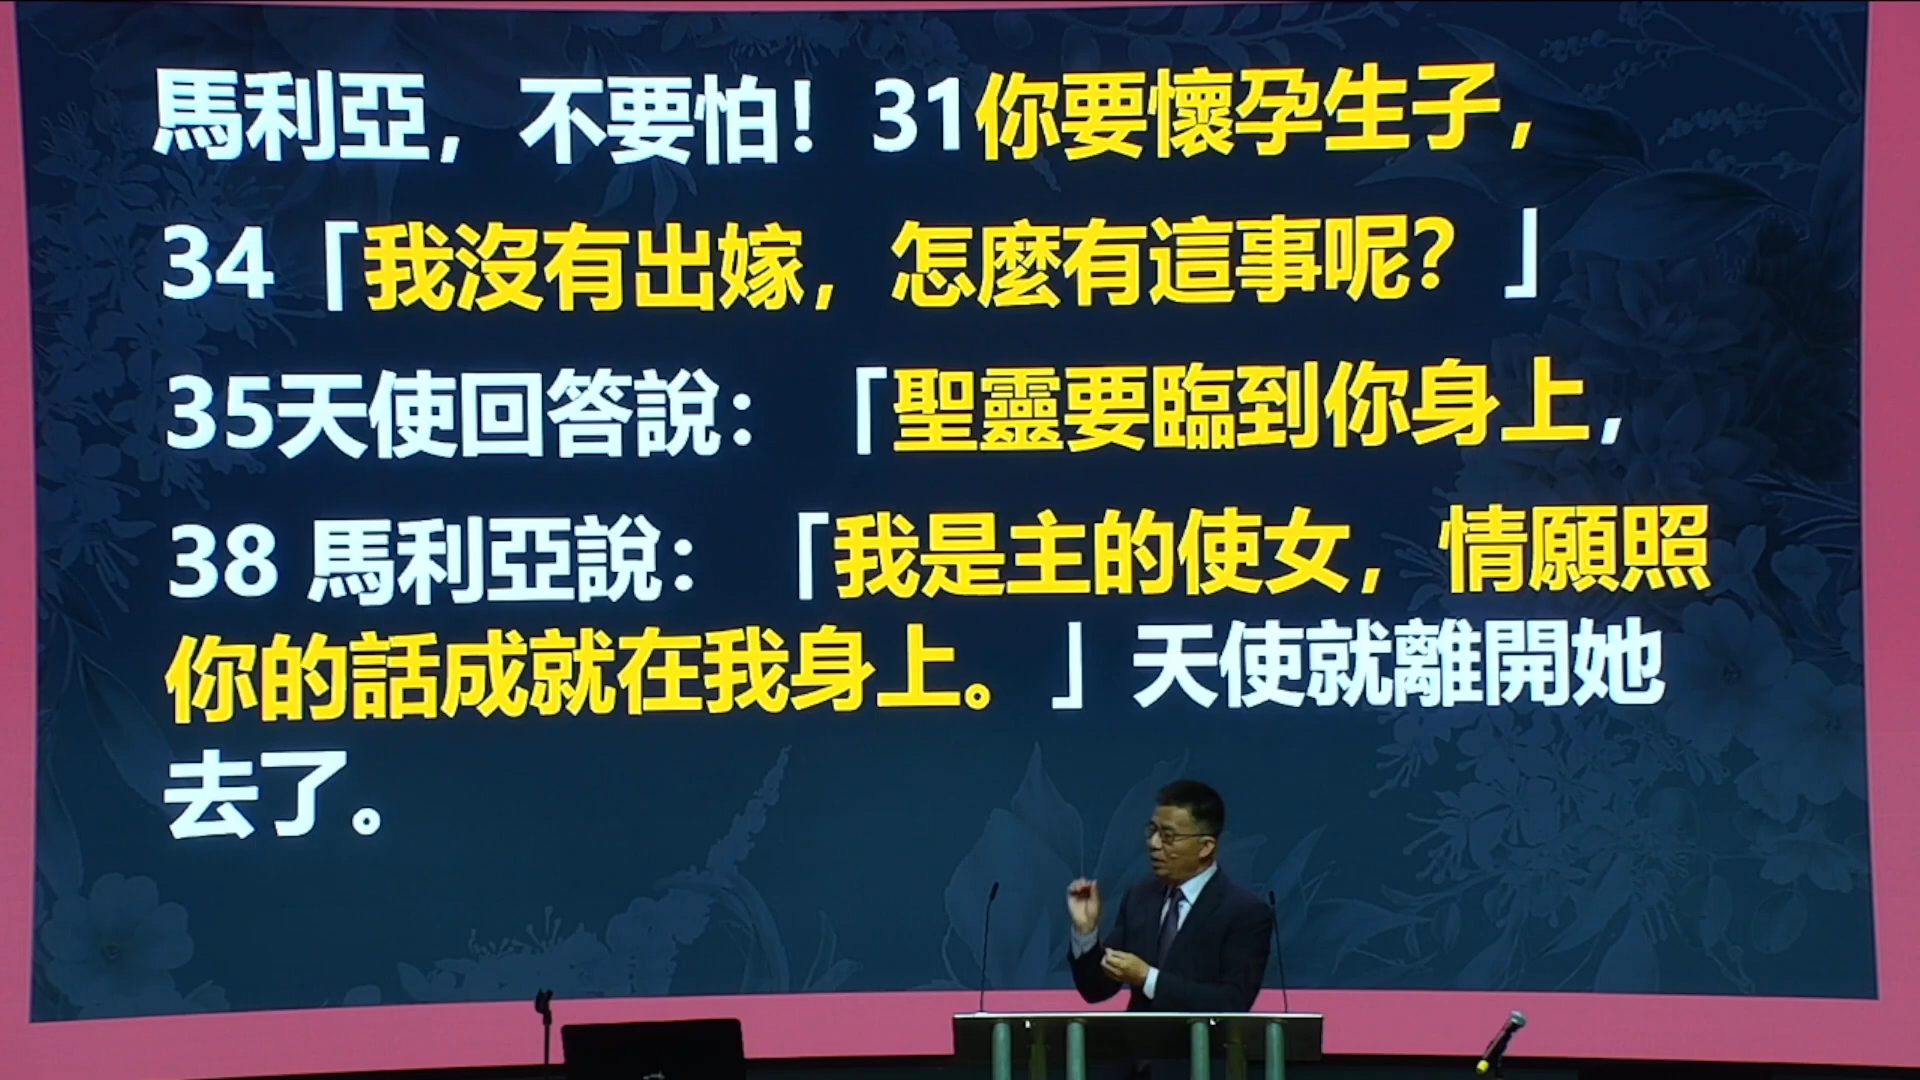 馬利亞，不要怕！31你要懷孕生子，
34「我沒有出嫁，怎麼有這事呢？」
35天使回答說：「聖靈要臨到你身上，
38 馬利亞說：「我是主的使女，情願照
你的話成就在我身上。」天使就離開她
去了。